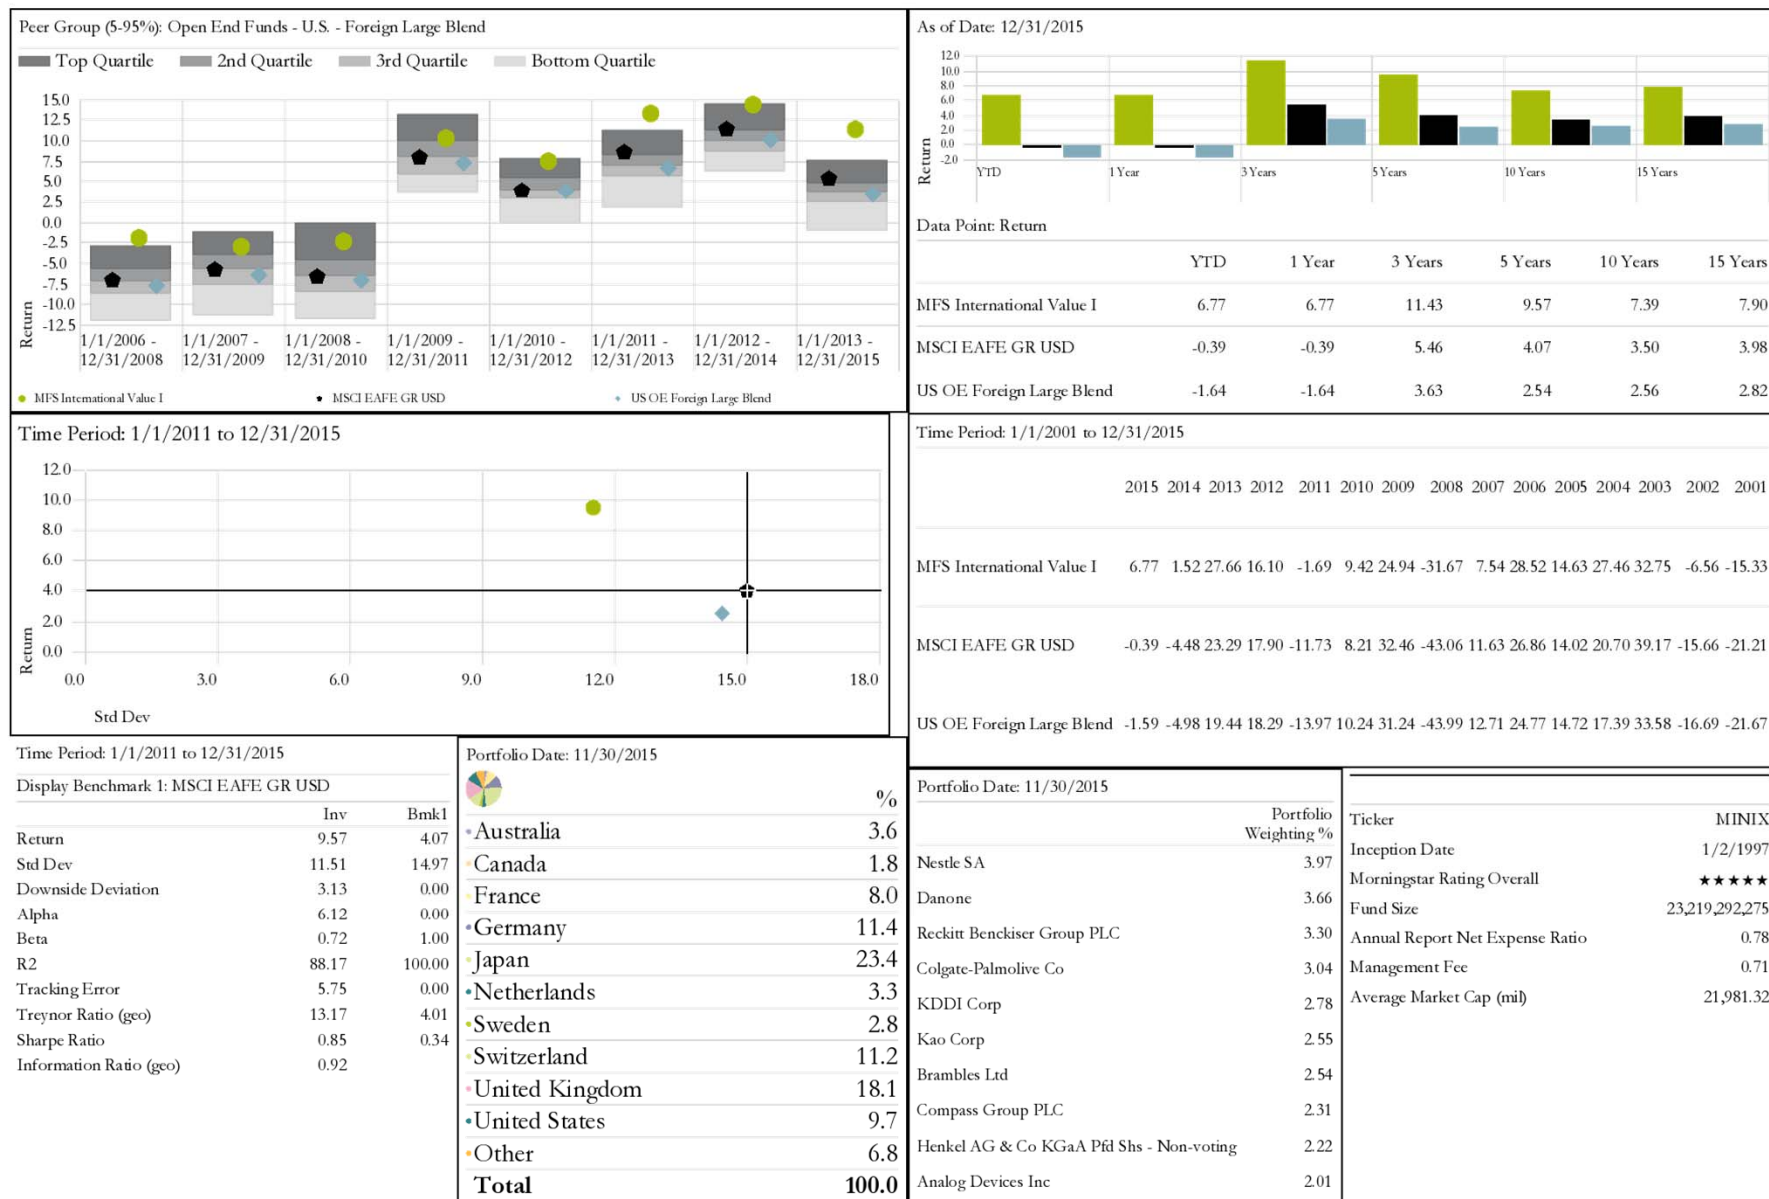 Peer Group (5-95%): Open End Funds - U.S. - Foreign Large Blend
Top Quartile 2nd Quartile 3rd Quartile Bottom Quartile
15.0
12.5
10.0
7.5
5.0
2.5
0.0
-2.5
-5.0
-7.5
-10.0
-12.5
Return
1/1/2006 - 1/1/2007 - 1/1/2008 - 1/1/2009 - 1/1/2010 - 1/1/2011 - 1/1/2012 - 1/1/2013 -
12/31/2008 12/31/2009 12/31/2010 12/31/2011 12/31/2012 12/31/2013 12/31/2014 12/31/2015
MFS International Value I MSCI EAFE GR USD US OE Foreign Large Blend
As of Date: 12/31/2015
12.0
10.0
8.0
6.0
4.0
2.0
0.0
-2.0
Return
YTD 1 Year 3 Years 5 Years 10 Years 15 Years
Data Point: Return
YTD 1 Year 3 Years 5 Years 10 Years 15 Years
MFS International Value I 6.77 6.77 11.43 9.57 7.39 7.90
MSCI EAFE GR USD -0.39 -0.39 5.46 4.07 3.50 3.98
US OE Foreign Large Blend -1.64 -1.64 3.63 2.54 2.56 2.82
Time Period: 1/1/2011 to 12/31/2015
12.0
10.0
8.0
6.0
4.0
2.0
0.0
Return
0.0 3.0 6.0 9.0 12.0 15.0 18.0
Std Dev
Time Period: 1/1/2001 to 12/31/2015
2015 2014 2013 2012 2011 2010 2009 2008 2007 2006 2005 2004 2003 2002 2001
MFS International Value I 6.77 1.52 27.66 16.10 -1.69 9.42 24.94 -31.67 7.54 28.52 14.63 27.46 32.75 -6.56 -15.33
MSCI EAFE GR USD -0.39 -4.48 23.29 17.90 -11.73 8.21 32.46 -43.06 11.63 26.86 14.02 20.70 39.17 -15.66 -21.21
US OE Foreign Large Blend -1.59 -4.98 19.44 18.29 -13.97 10.24 31.24 -43.99 12.71 24.77 14.72 17.39 33.58 -16.69 -21.67
Time Period: 1/1/2011 to 12/31/2015
Display Benchmark 1: MSCI EAFE GR USD
Inv Bmk1
Return 9.57 4.07
Std Dev 11.51 14.97
Downside Deviation 3.13 0.00
Alpha 6.12 0.00
Beta 0.72 1.00
R2 88.17 100.00
Tracking Error 5.75 0.00
Treynor Ratio (geo) 13.17 4.01
Sharpe Ratio 0.85 0.34
Information Ratio (geo) 0.92
Portfolio Date: 11/30/2015
%
Australia 3.6
Canada 1.8
France 8.0
Germany 11.4
Japan 23.4
Netherlands 3.3
Sweden 2.8
Switzerland 11.2
United Kingdom 18.1
United States 9.7
Other 6.8
Total 100.0
Portfolio Date: 11/30/2015
Portfolio
Weighting %
Nestle SA 3.97
Danone 3.66
Reckitt Benckiser Group PLC 3.30
Colgate-Palmolive Co 3.04
KDDI Corp 2.78
Kao Corp 2.55
Brambles Ltd 2.54
Compass Group PLC 2.31
Henkel AG & Co KGaA Pfd Shs - Non-voting 2.22
Analog Devices Inc 2.01
Ticker MINIX
Inception Date 1/2/1997
Morningstar Rating Overall ★★★★★
Fund Size 23,219,292,275
Annual Report Net Expense Ratio 0.78
Management Fee 0.71
Average Market Cap (mil) 21,981.32